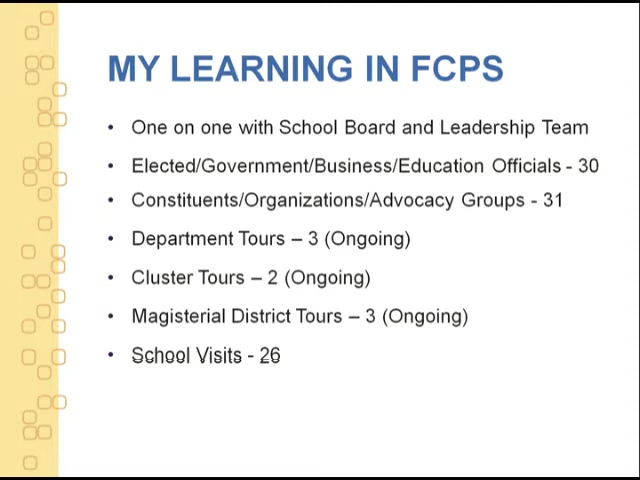 MY LEARNING IN FCPS
• One on one with School Board and Leadership Team
• Elected/Government/Business/Education Officials - 30
• Constituents/Organizations/Advocacy Groups - 31
• Department Tours – 3 (Ongoing)
• Cluster Tours – 2 (Ongoing)
• Magisterial District Tours – 3 (Ongoing)
• School Visits - 26